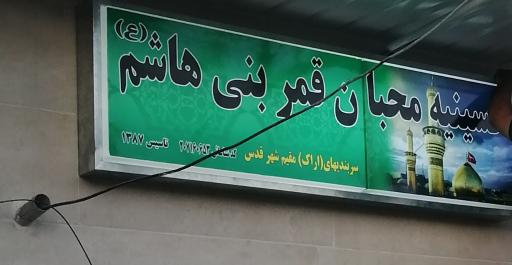 حسینیه محبان قمر بنی هاشم (ع)
سربندیهای (اراک) مقیم شهر قدس تاسیس ۱۳۸۷